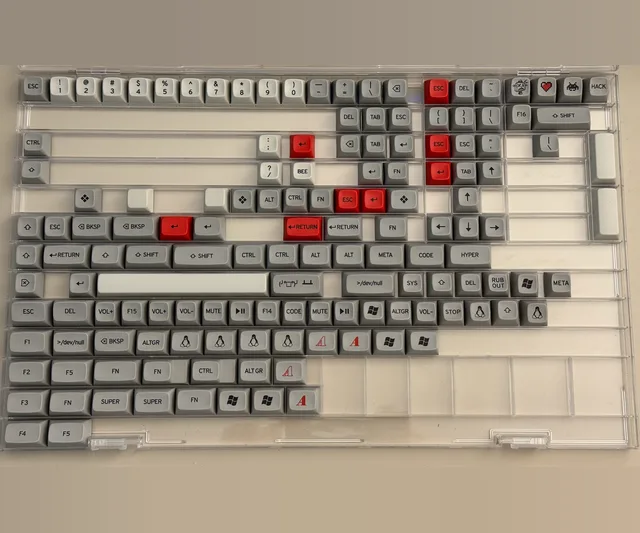 ESC ! 1 @ 2 # 3 $ 4 % 5 ^ 6 & 7 * 8 ( 9 ) 0 ESC DEL HACK
DEL TAB ESC { [ } ] F16 ⇧ SHIFT
CTRL : ; ↵ TAB ↵ ESC ESC
⇧ ? / BEE ↵ FN ↵ TAB ↑
❖ ❖ ALT CTRL FN ESC ↵ ❖ ↑
⇧ ESC ⌫ BKSP ⌫ BKSP ↵ ↵ ↵RETURN ↵RETURN FN ← ↓ →
⇧ ↵RETURN ⇧ SHIFT ⇧ SHIFT CTRL CTRL ALT ALT META CODE HYPER
↵ >/dev/null SYS ⇧ DEL RUB OUT META
ESC DEL VOL+ F15 VOL+ VOL- MUTE ▶II F14 CODE MUTE ▶II ALTGR VOL- STOP ⇧
F1 >/dev/null ⌫ BKSP ALTGR A A
F2 F5 FN FN CTRL ALT GR A
F3 FN SUPER SUPER FN A
F4 F5